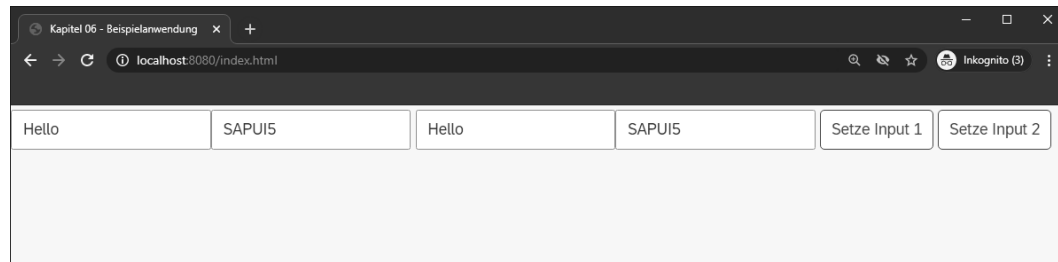 Kapitel 06 - Beispielanwendung
localhost:8080/index.html Inkognito (3)
Hello SAPUI5 Hello SAPUI5 Setze Input 1 Setze Input 2